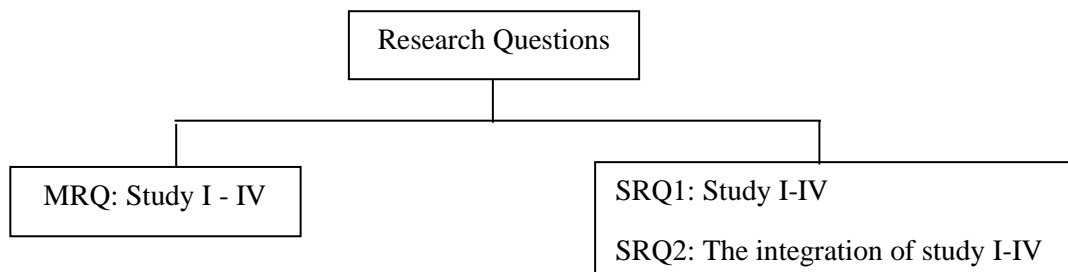 Research Questions
MRQ: Study I - IV
SRQ1: Study I-IV
SRQ2: The integration of study I-IV